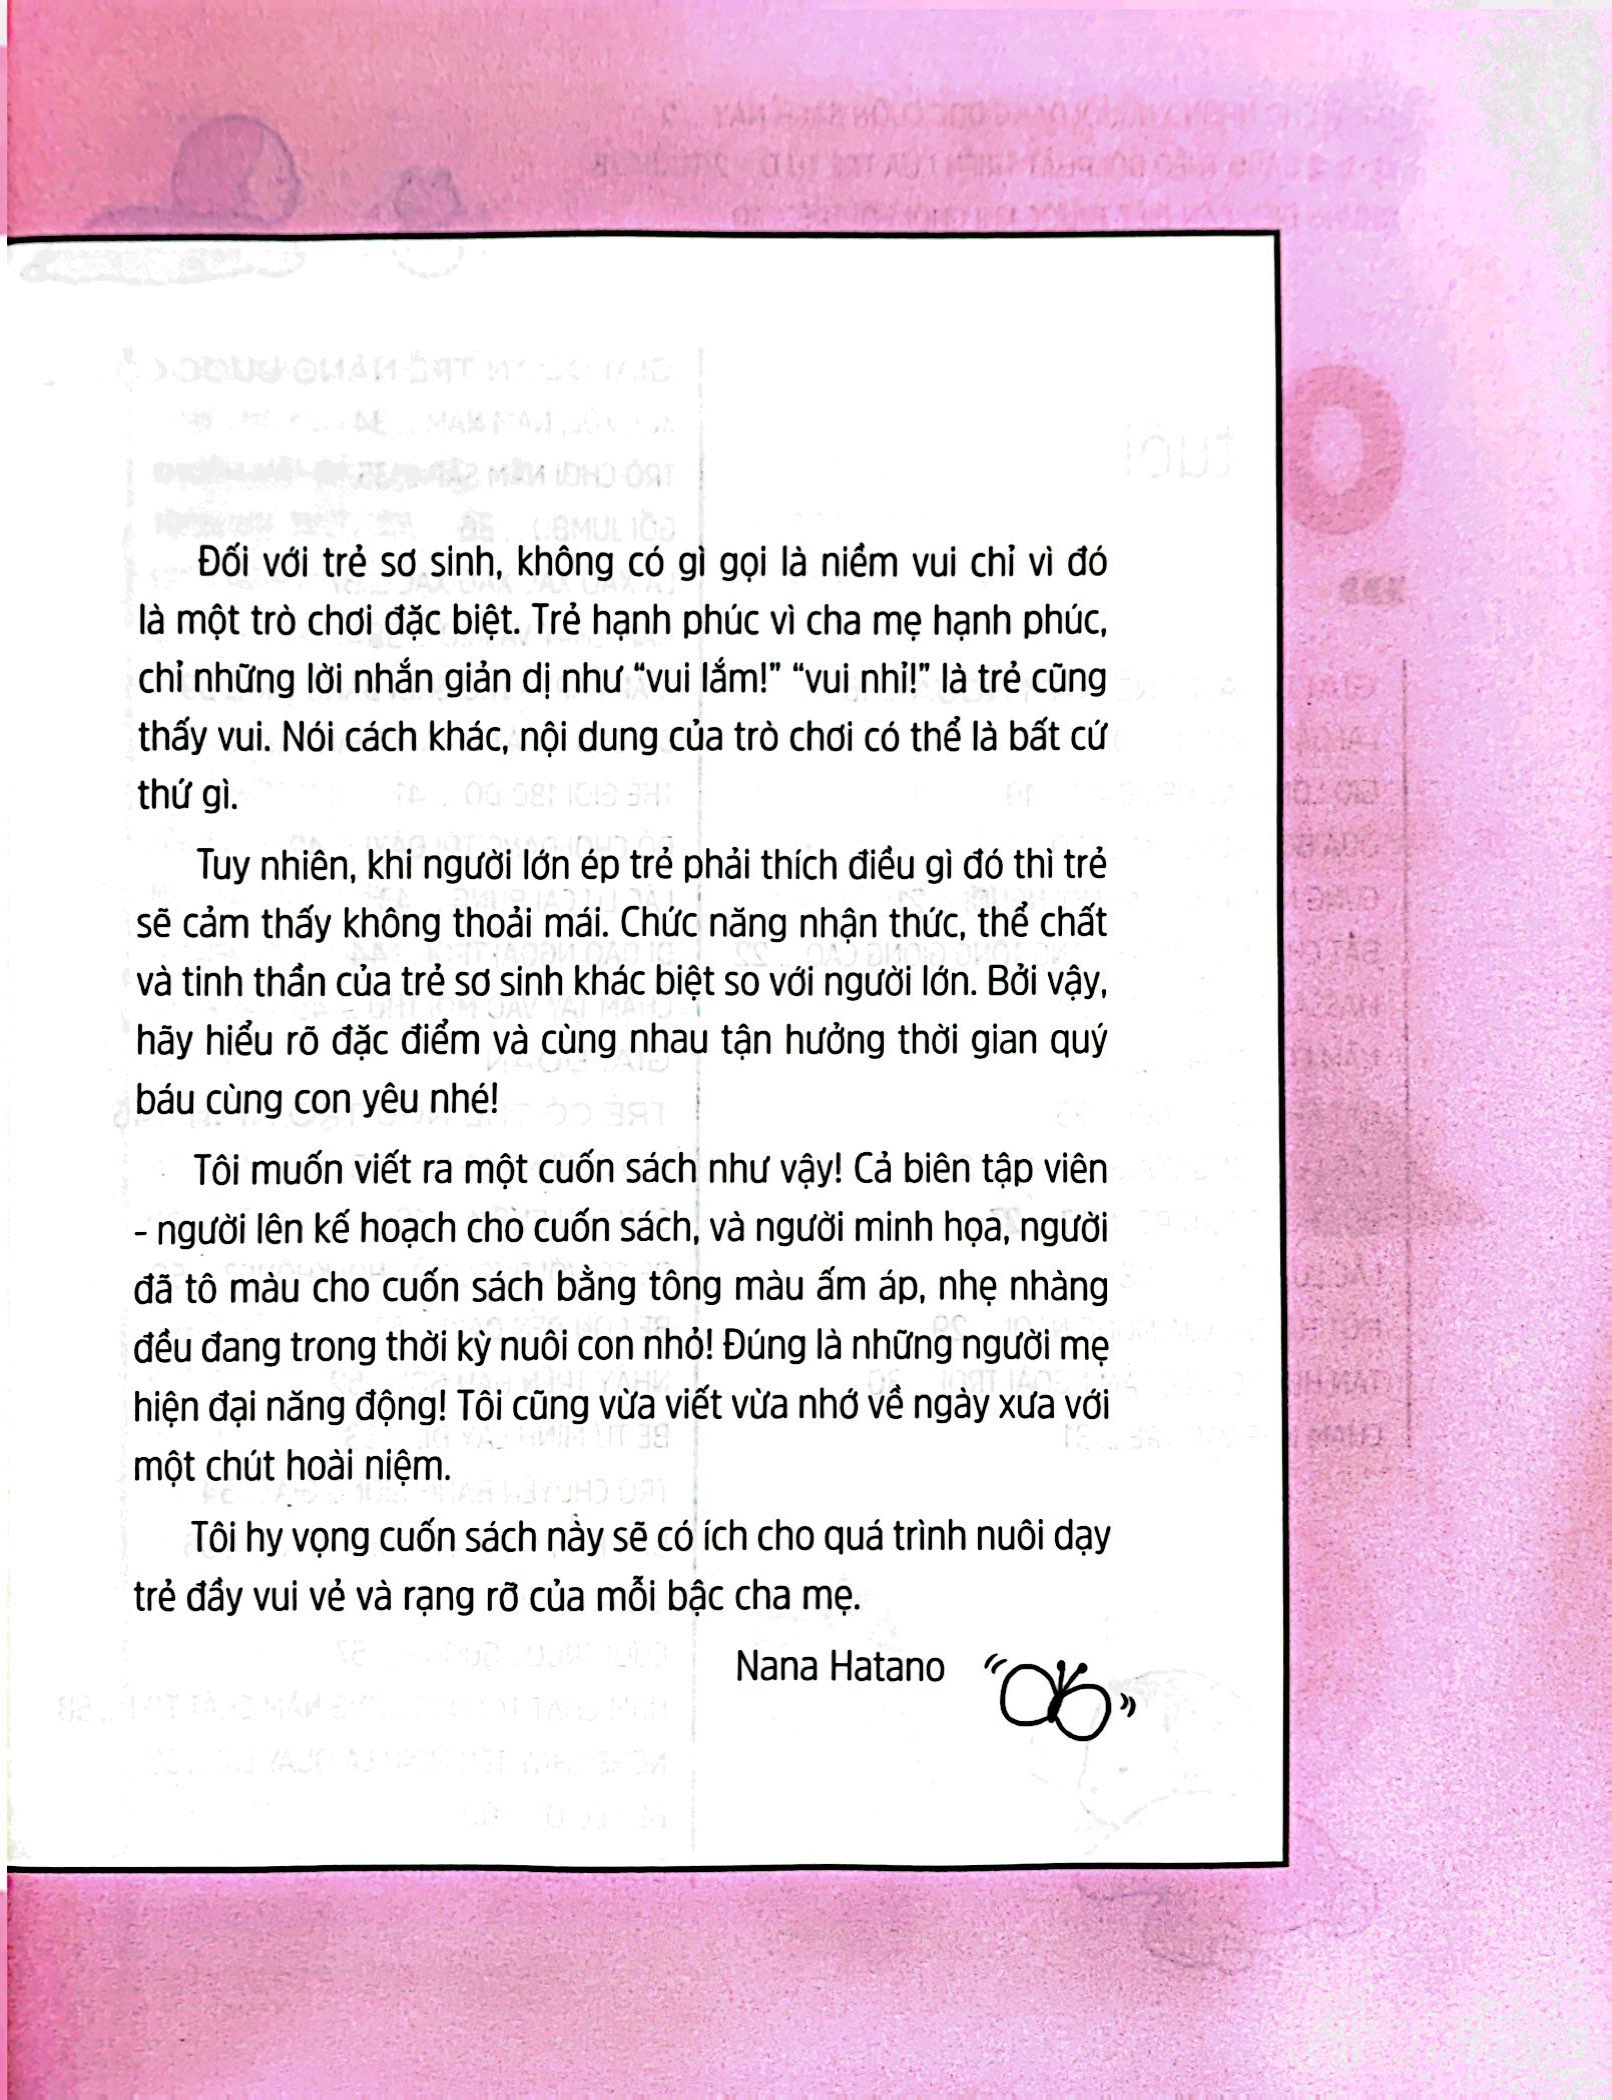 Đối với trẻ sơ sinh, không có gì gọi là niềm vui chỉ vì đó
là một trò chơi đặc biệt. Trẻ hạnh phúc vì cha mẹ hạnh phúc,
chỉ những lời nhắn giản dị như “vui lắm!” “vui nhỉ!” là trẻ cũng
thấy vui. Nói cách khác, nội dung của trò chơi có thể là bất cứ
thứ gì.
Tuy nhiên, khi người lớn ép trẻ phải thích điều gì đó thì trẻ
sẽ cảm thấy không thoải mái. Chức năng nhận thức, thể chất
và tinh thần của trẻ sơ sinh khác biệt so với người lớn. Bởi vậy,
hãy hiểu rõ đặc điểm và cùng nhau tận hưởng thời gian quý
báu cùng con yêu nhé!
Tôi muốn viết ra một cuốn sách như vậy! Cả biên tập viên
- người lên kế hoạch cho cuốn sách, và người minh họa, người
đã tô màu cho cuốn sách bằng tông màu ấm áp, nhẹ nhàng
đều đang trong thời kỳ nuôi con nhỏ! Đúng là những người mẹ
hiện đại năng động! Tôi cũng vừa viết vừa nhớ về ngày xưa với
một chút hoài niệm.
Tôi hy vọng cuốn sách này sẽ có ích cho quá trình nuôi dạy
trẻ đầy vui vẻ và rạng rỡ của mỗi bậc cha mẹ.
Nana Hatano